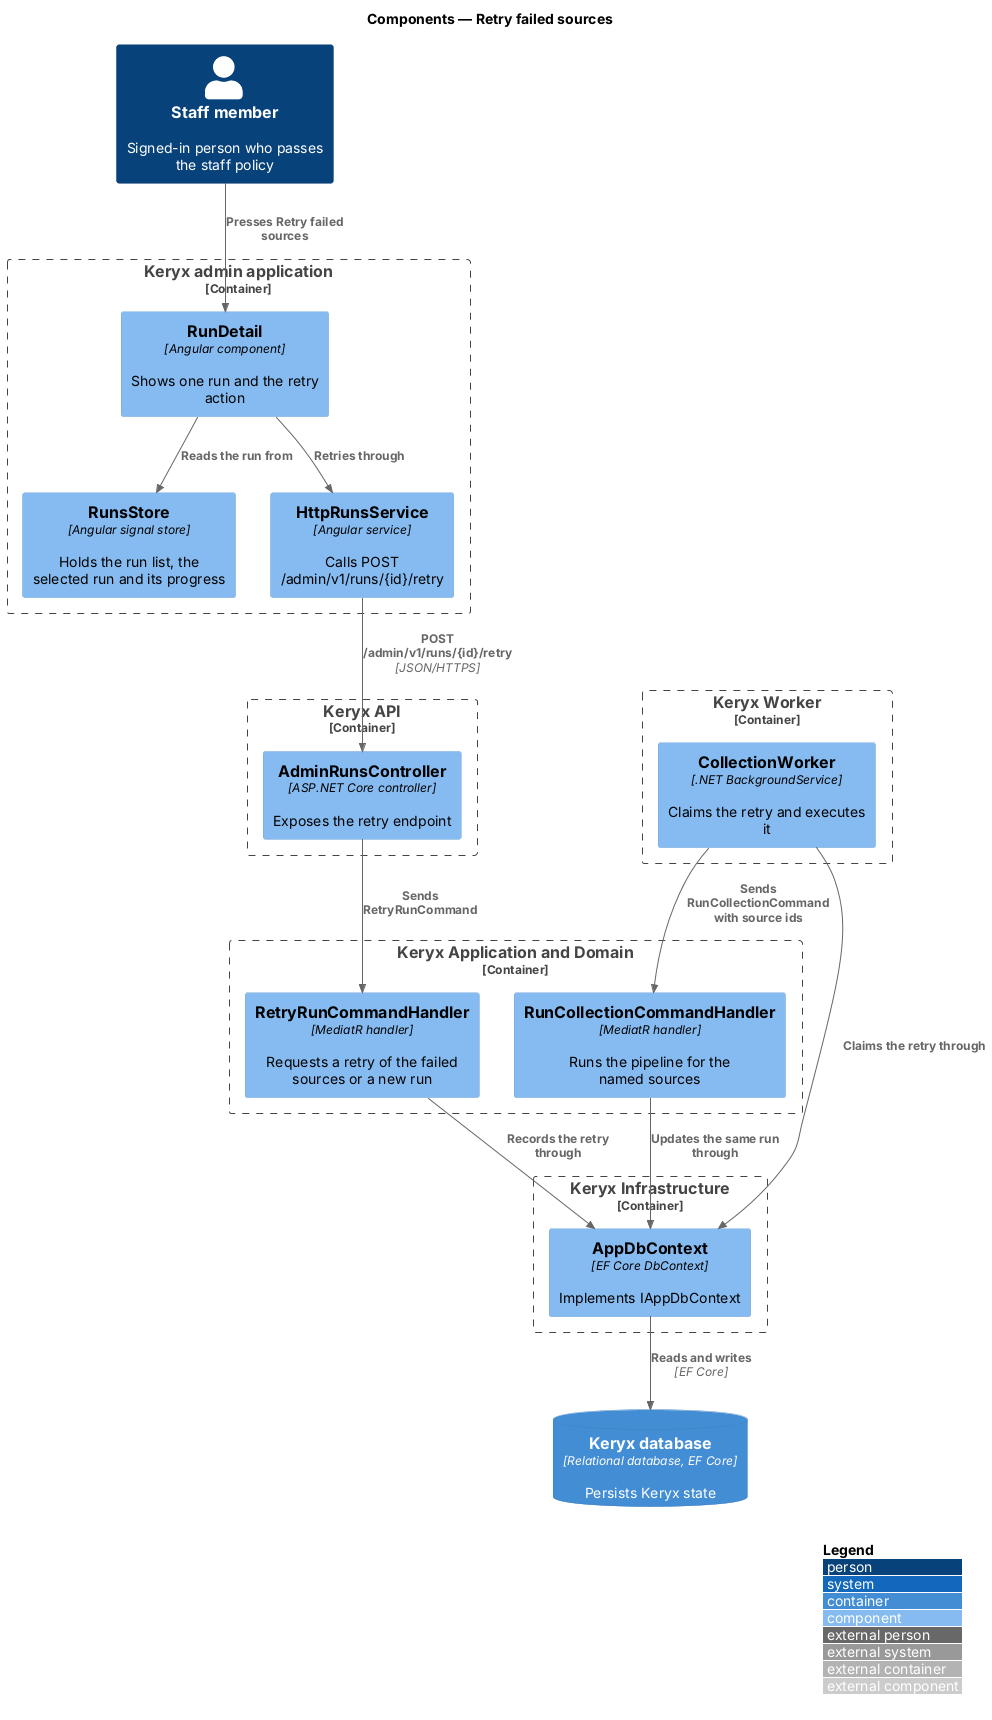 Components — Retry failed sources
Staff member
Signed-in person who passes
the staff policy
Presses Retry failed
sources
Keryx admin application
[Container]
RunDetail
[Angular component]
Shows one run and the retry
action
Reads the run from
Retries through
RunsStore
[Angular signal store]
Holds the run list, the
selected run and its progress
HttpRunsService
[Angular service]
Calls POST
/admin/v1/runs/{id}/retry
POST
/admin/v1/runs/{id}/retry
[JSON/HTTPS]
Keryx API
[Container]
AdminRunsController
[ASP.NET Core controller]
Exposes the retry endpoint
Keryx Worker
[Container]
CollectionWorker
[.NET BackgroundService]
Claims the retry and executes
it
Sends
RetryRunCommand
Sends
RunCollectionCommand
with source ids
Keryx Application and Domain
[Container]
RetryRunCommandHandler
[MediatR handler]
Requests a retry of the failed
sources or a new run
RunCollectionCommandHandler
[MediatR handler]
Runs the pipeline for the
named sources
Claims the retry through
Records the retry
through
Updates the same run
through
Keryx Infrastructure
[Container]
AppDbContext
[EF Core DbContext]
Implements IAppDbContext
Reads and writes
[EF Core]
Keryx database
[Relational database, EF Core]
Persists Keryx state
Legend
person
system
container
component
external person
external system
external container
external component